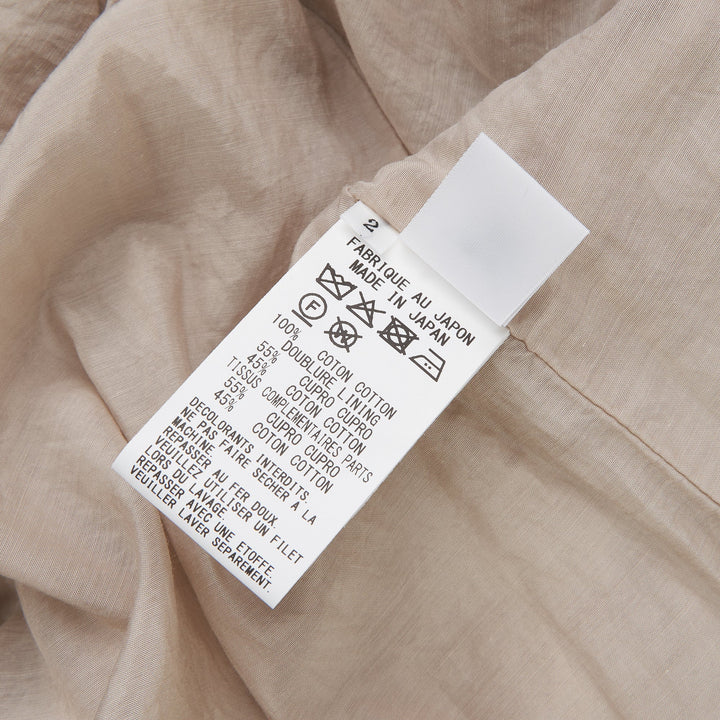 2
FABRIQUE AU JAPON
MADE IN JAPAN
F
100% COTON COTTON
DOUBLURE LINING
55% CUPRO CUPRO
45% COTON COTTON
TISSUS COMPLEMENTAIRES PARTS
55% CUPRO CUPRO
45% COTON COTTON
DECOLORANTS INTERDITS.
NE PAS FAIRE SECHER A LA
MACHINE.
REPASSER AU FER DOUX.
VEUILLEZ UTILISER UN FILET
LORS DU LAVAGE.
REPASSER AVEC UNE ETOFFE.
VEUILLER LAVER SEPAREMENT.